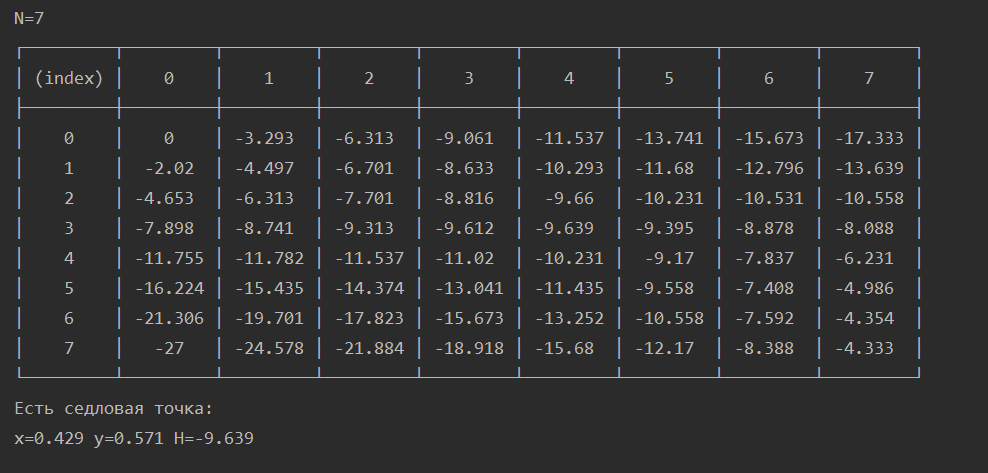 N=7
(index) 0 1 2 3 4 5 6 7
0 0 -3.293 -6.313 -9.061 -11.537 -13.741 -15.673 -17.333
1 -2.02 -4.497 -6.701 -8.633 -10.293 -11.68 -12.796 -13.639
2 -4.653 -6.313 -7.701 -8.816 -9.66 -10.231 -10.531 -10.558
3 -7.898 -8.741 -9.313 -9.612 -9.639 -9.395 -8.878 -8.088
4 -11.755 -11.782 -11.537 -11.02 -10.231 -9.17 -7.837 -6.231
5 -16.224 -15.435 -14.374 -13.041 -11.435 -9.558 -7.408 -4.986
6 -21.306 -19.701 -17.823 -15.673 -13.252 -10.558 -7.592 -4.354
7 -27 -24.578 -21.884 -18.918 -15.68 -12.17 -8.388 -4.333
Есть седловая точка:
x=0.429 y=0.571 H=-9.639